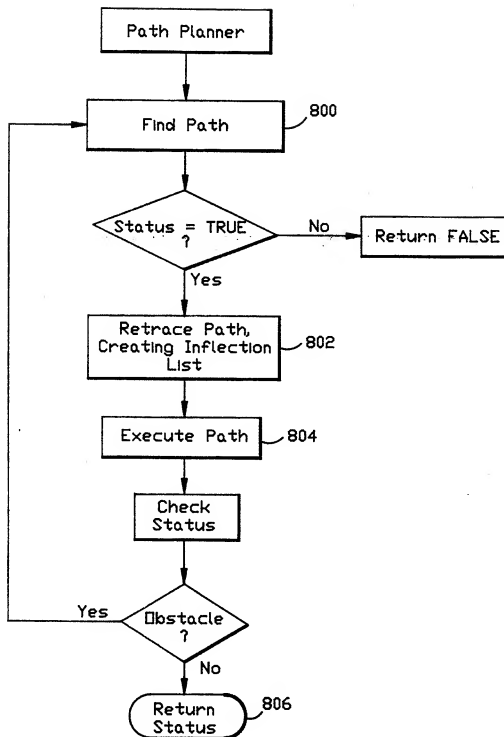 Path Planner
Find Path
800
Status = TRUE
?
No
Return FALSE
Yes
Retrace Path,
Creating Inflection
List
802
Execute Path
804
Check
Status
Yes
Obstacle
?
No
Return
Status
806